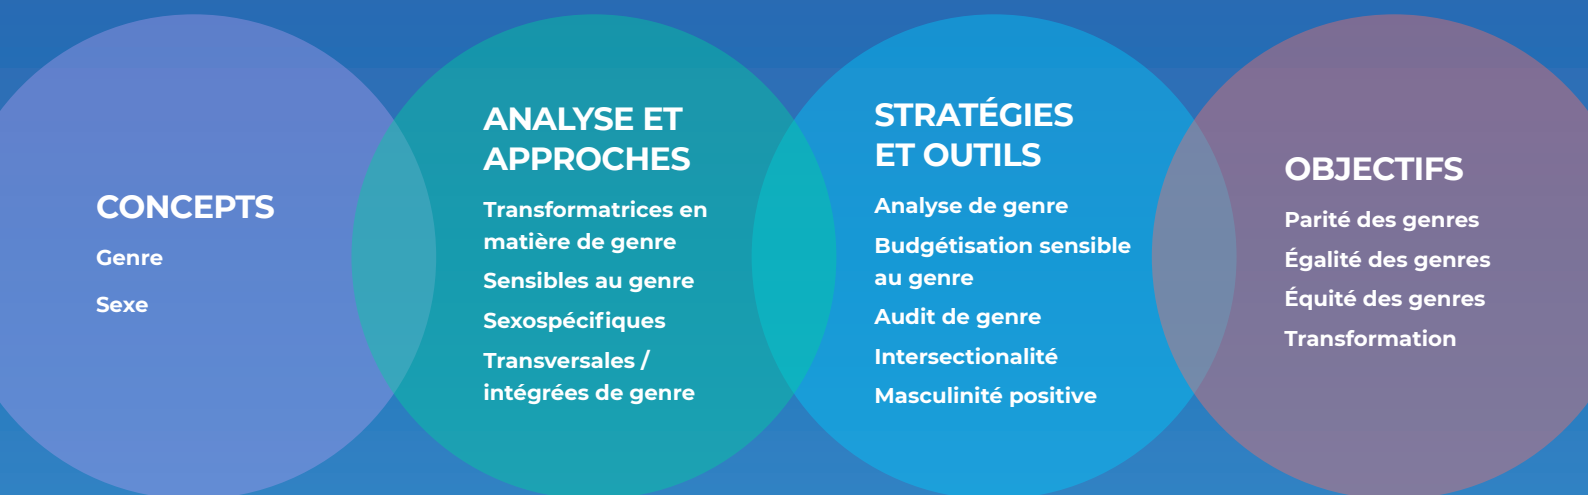 CONCEPTS
Genre
Sexe
ANALYSE ET
APPROCHES
Transformatrices en
matière de genre
Sensibles au genre
Sexospécifiques
Transversales /
intégrées de genre
STRATÉGIES
ET OUTILS
Analyse de genre
Budgétisation sensible
au genre
Audit de genre
Intersectionalité
Masculinité positive
OBJECTIFS
Parité des genres
Égalité des genres
Équité des genres
Transformation